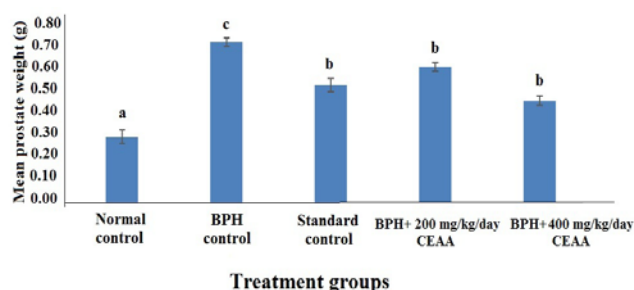 Mean prostate weight (g)
0.80
0.70
0.60
0.50
0.40
0.30
0.20
0.10
0.00
a
c
b
b
b
Normal
control
BPH
control
Standard
control
BPH+ 200 mg/kg/day
CEAA
BPH+400 mg/kg/day
CEAA
Treatment groups